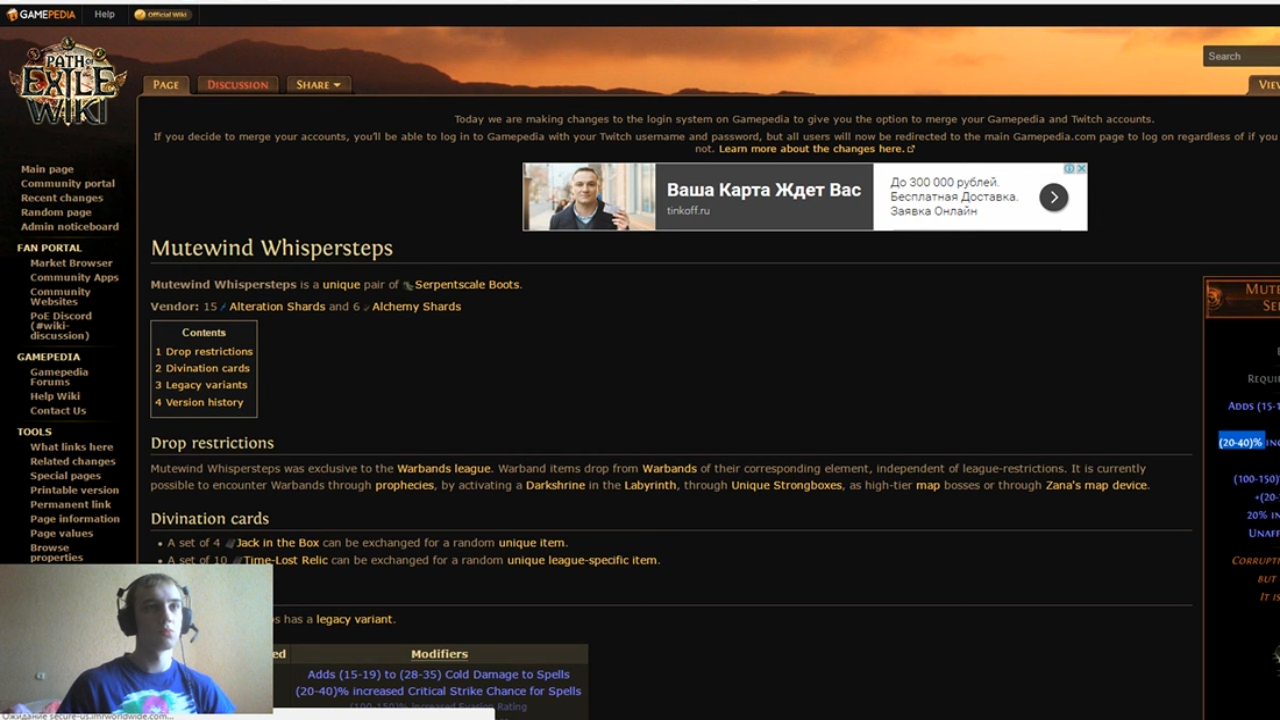 GAMEPEDIA
Help
Official Wiki
PATH OF
EXILE
WIKI
Search
PAGE
DISCUSSION
SHARE
Today we are making changes to the login system on Gamepedia to give you the option to merge your Gamepedia and Twitch accounts.
If you decide to merge your accounts, you'll be able to log in to Gamepedia with your Twitch username and password, but all users will now be redirected to the main Gamepedia.com page to log on regardless of if you
not. Learn more about the changes here.
Main page
Community portal
Recent changes
Random page
Admin noticeboard
FAN PORTAL
Market Browser
Community Apps
Community
Websites
PoE Discord
(#wiki-
discussion)
GAMEPEDIA
Gamepedia
Forums
Help Wiki
Contact Us
TOOLS
What links here
Related changes
Special pages
Printable version
Permanent link
Page information
Page values
Browse
properties
Ваша Карта Ждет Вас
tinkoff.ru
До 300 000 рублей.
Бесплатная Доставка.
Заявка Онлайн
Mutewind Whispersteps
Mutewind Whispersteps is a unique pair of Serpentscale Boots.
Vendor: 15 Alteration Shards and 6 Alchemy Shards
Contents
1 Drop restrictions
2 Divination cards
3 Legacy variants
4 Version history
Drop restrictions
Mutewind Whispersteps was exclusive to the Warbands league. Warband items drop from Warbands of their corresponding element, independent of league-restrictions. It is currently
possible to encounter Warbands through prophecies, by activating a Darkshrine in the Labyrinth, through Unique Strongboxes, as high-tier map bosses or through Zana's map device.
Divination cards
• A set of 4 Jack in the Box can be exchanged for a random unique item.
• A set of 10 Time-Lost Relic can be exchanged for a random unique league-specific item.
s has a legacy variant.
ed
Modifiers
Adds (15-19) to (28-35) Cold Damage to Spells
(20-40)% increased Critical Strike Chance for Spells
(100-150)% increased Evasion Rating
MUTE
SE
REQUI
ADDS (15-1
(20-40)% INC
(100-150)
+(20-
20% IN
UNAF
CORRUPT
BUT
IT IS
Ожидание secure-us.imrworldwide.com...